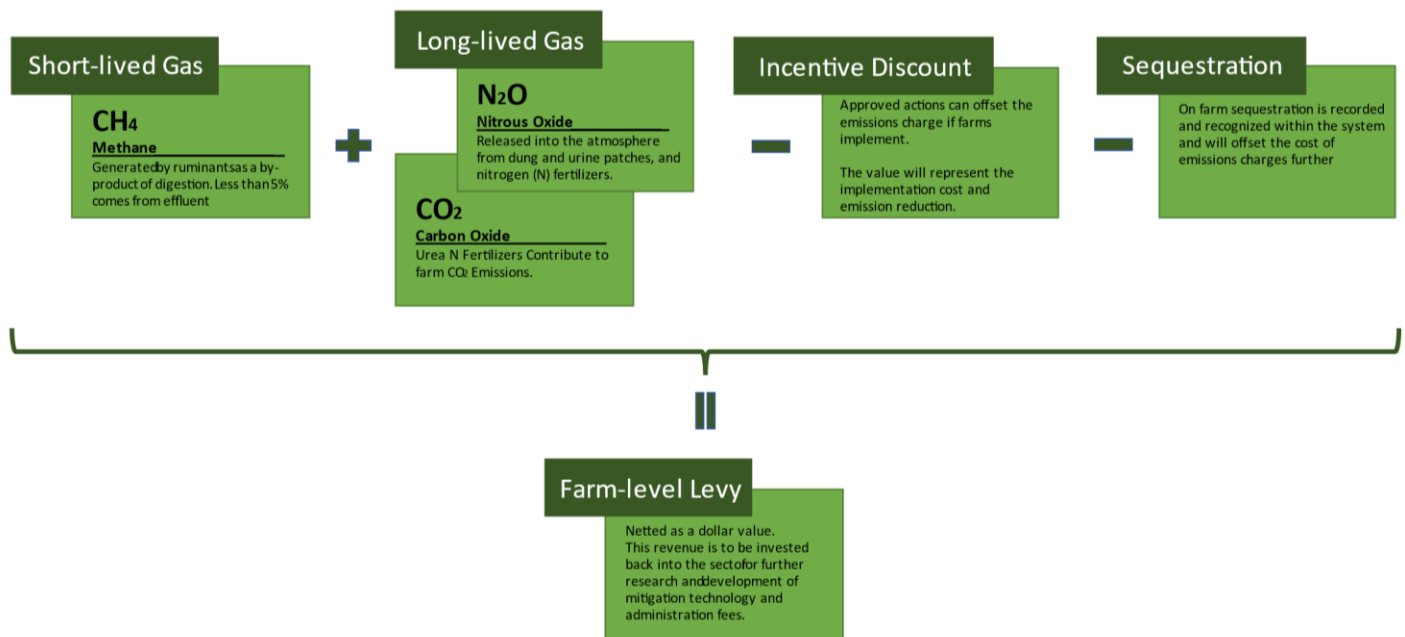 Short-lived Gas
CH4
Methane
Generatedby ruminantsas a by-
product of digestion. Less than 5%
comes from effluent
Long-lived Gas
N2O
Nitrous Oxide
Released into the atmosphere
from dung and urine patches, and
nitrogen (N) fertilizers.
CO2
Carbon Oxide
Urea N Fertilizers Contribute to
farm CO2 Emissions.
Incentive Discount
Approved actions can offset the
emissions charge if farms
implement.
The value will represent the
implementation cost and
emission reduction.
Sequestration
On farm sequestration is recorded
and recognized within the system
and will offset the cost of
emissions charges further
Farm-level Levy
Netted as a dollar value.
This revenue is to be invested
back into the sectofor further
research anddevelopment of
mitigation technology and
administration fees.